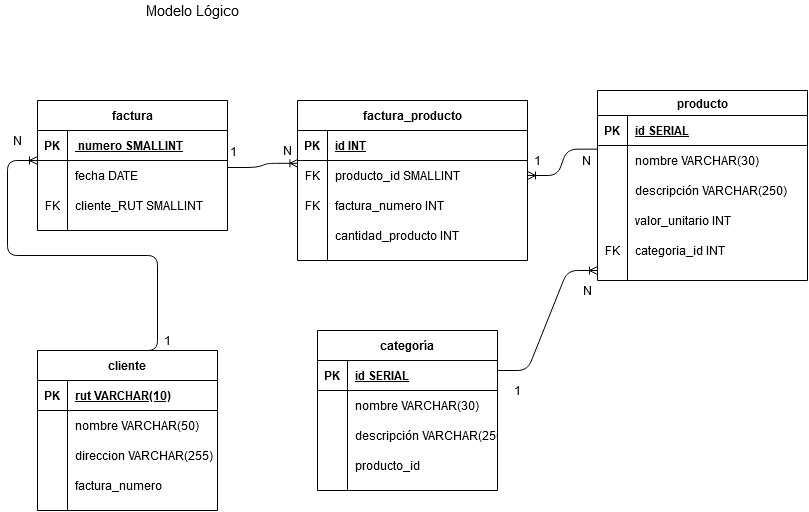 Modelo Lógico
factura
PK numero SMALLINT
fecha DATE
FK cliente_RUT SMALLINT
N
1
N
factura_producto
PK id INT
FK producto_id SMALLINT
FK factura_numero INT
cantidad_producto INT
1
N
producto
PK id SERIAL
nombre VARCHAR(30)
descripción VARCHAR(250)
valor_unitario INT
FK categoria_id INT
N
1
cliente
PK rut VARCHAR(10)
nombre VARCHAR(50)
direccion VARCHAR(255)
factura_numero
1
categoría
PK id SERIAL
nombre VARCHAR(30)
descripción VARCHAR(25
producto_id
1